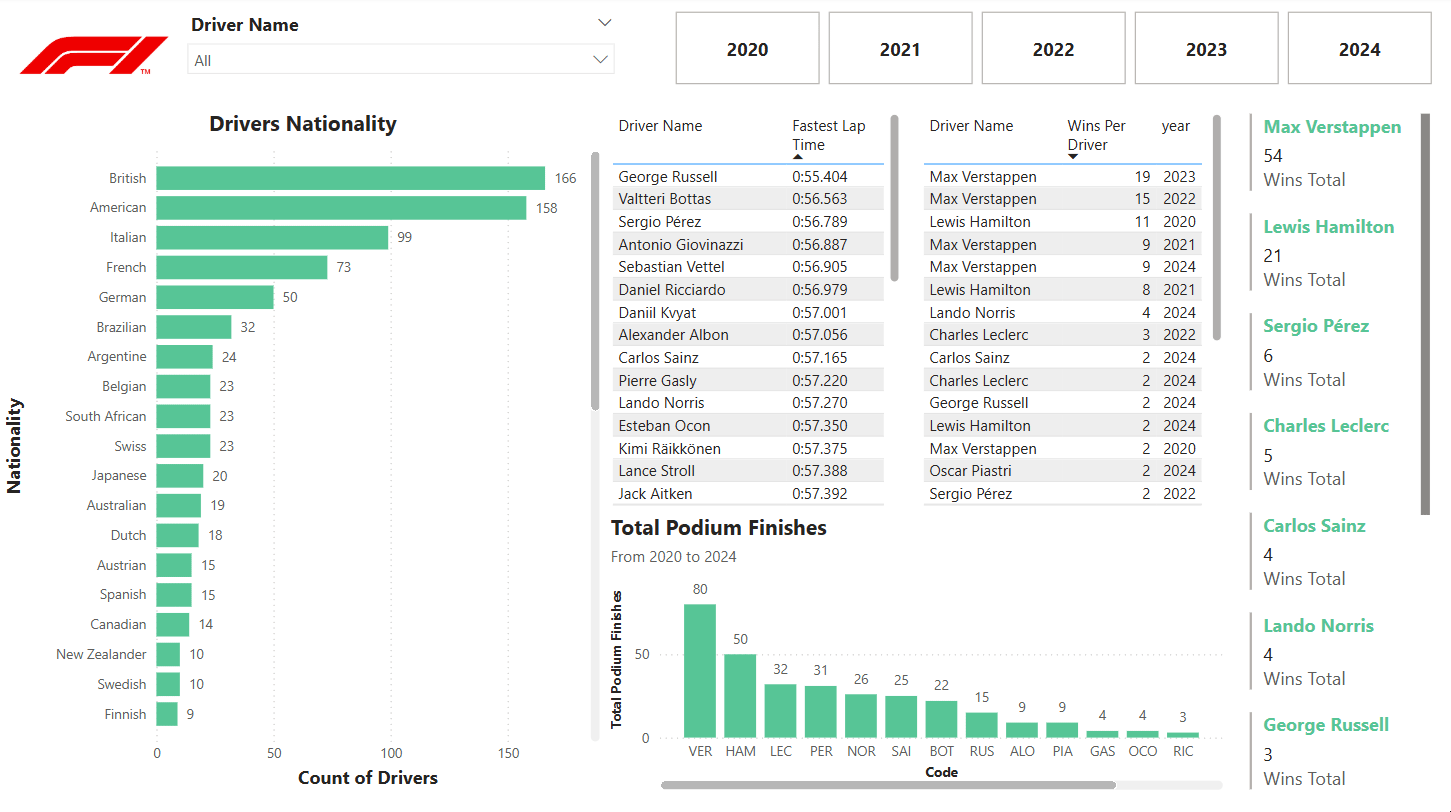 Driver Name
All
F1
TM
2020
2021
2022
2023
2024
Drivers Nationality
Nationality
British 166
American 158
Italian 99
French 73
German 50
Brazilian 32
Argentine 24
Belgian 23
South African 23
Swiss 23
Japanese 20
Australian 19
Dutch 18
Austrian 15
Spanish 15
Canadian 14
New Zealander 10
Swedish 10
Finnish 9
0 50 100 150
Count of Drivers
Driver Name Fastest Lap
Time
George Russell 0:55.404
Valtteri Bottas 0:56.563
Sergio Pérez 0:56.789
Antonio Giovinazzi 0:56.887
Sebastian Vettel 0:56.905
Daniel Ricciardo 0:56.979
Daniil Kvyat 0:57.001
Alexander Albon 0:57.056
Carlos Sainz 0:57.165
Pierre Gasly 0:57.220
Lando Norris 0:57.270
Esteban Ocon 0:57.350
Kimi Räikkönen 0:57.375
Lance Stroll 0:57.388
Jack Aitken 0:57.392
Driver Name Wins Per year
Driver
Max Verstappen 19 2023
Max Verstappen 15 2022
Lewis Hamilton 11 2020
Max Verstappen 9 2021
Max Verstappen 9 2024
Lewis Hamilton 8 2021
Lando Norris 4 2024
Charles Leclerc 3 2022
Carlos Sainz 2 2024
Charles Leclerc 2 2024
George Russell 2 2024
Lewis Hamilton 2 2024
Max Verstappen 2 2020
Oscar Piastri 2 2024
Sergio Pérez 2 2022
Total Podium Finishes
From 2020 to 2024
Total Podium Finishes
50
0
80 50 32 31 26 25 22 15 9 9 4 4 3
VER HAM LEC PER NOR SAI BOT RUS ALO PIA GAS OCO RIC
Code
Max Verstappen
54
Wins Total
Lewis Hamilton
21
Wins Total
Sergio Pérez
6
Wins Total
Charles Leclerc
5
Wins Total
Carlos Sainz
4
Wins Total
Lando Norris
4
Wins Total
George Russell
3
Wins Total